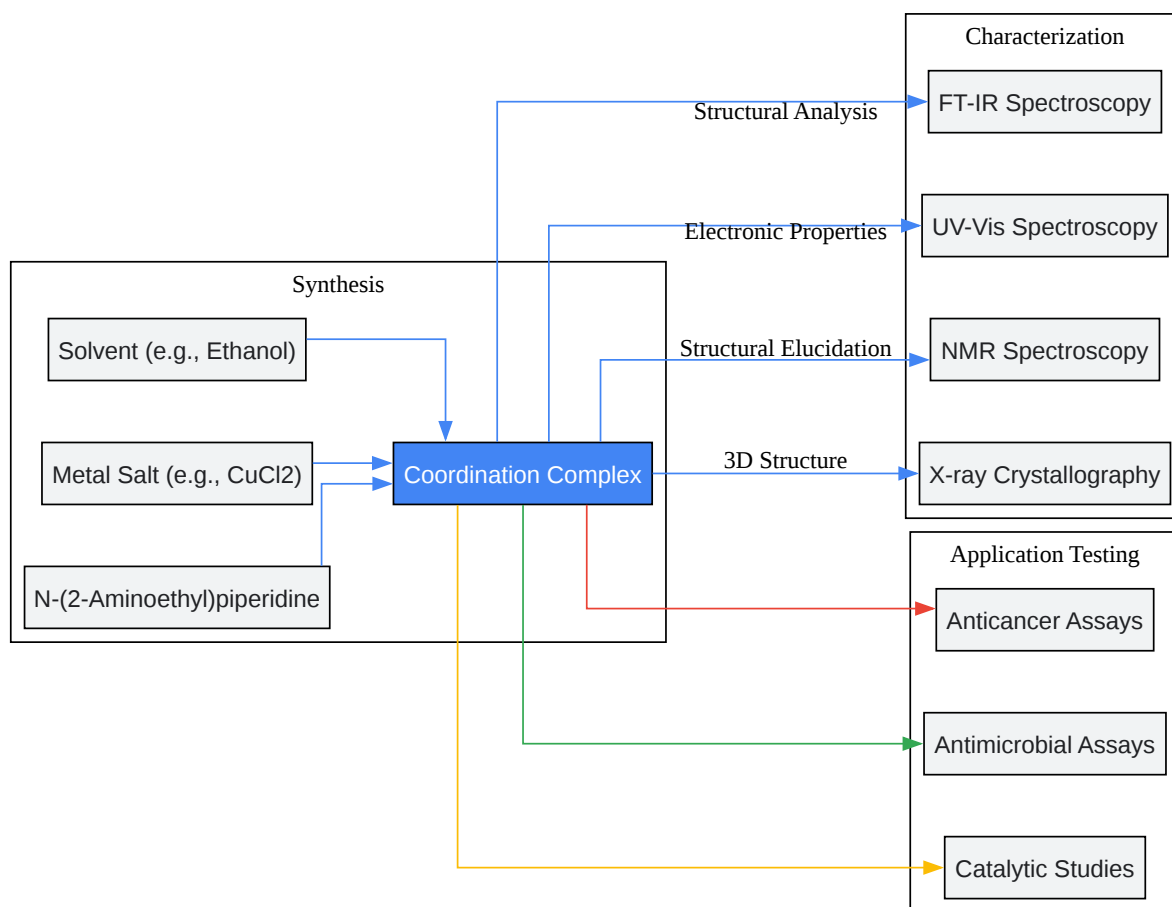 Characterization
FT-IR Spectroscopy
Structural Analysis
UV-Vis Spectroscopy
Electronic Properties
Synthesis
Solvent (e.g., Ethanol)
Structural Elucidation
NMR Spectroscopy
Metal Salt (e.g., CuCl2)
Coordination Complex
3D Structure
X-ray Crystallography
Application Testing
N-(2-Aminoethyl)piperidine
Anticancer Assays
Antimicrobial Assays
Catalytic Studies